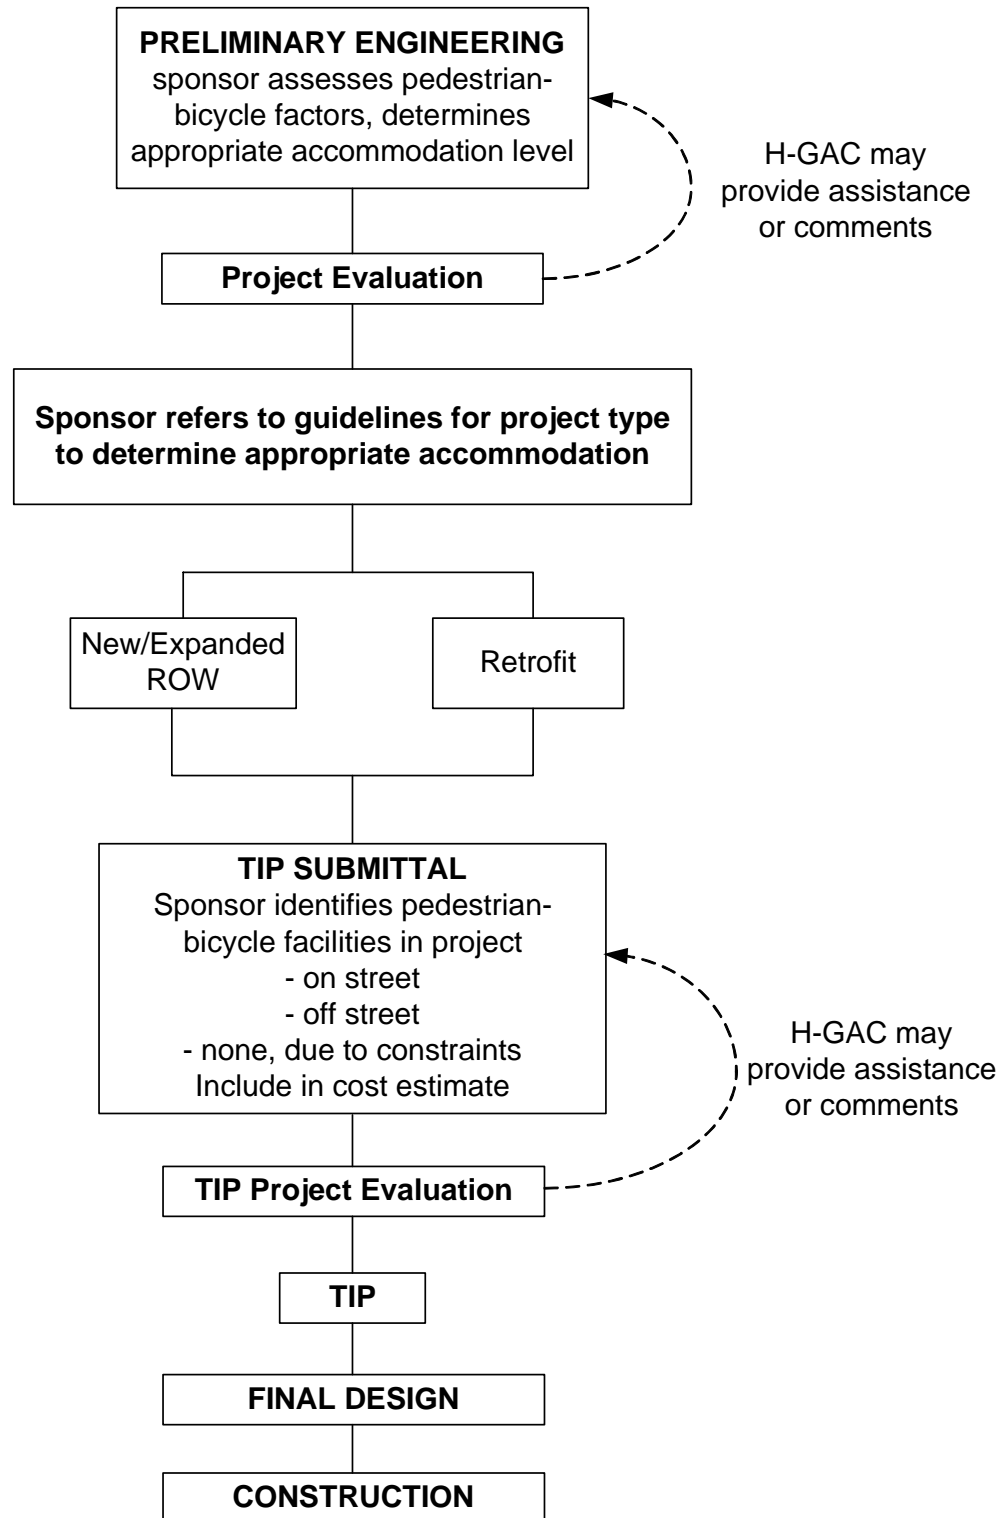 PRELIMINARY ENGINEERING
sponsor assesses pedestrian-
bicycle factors, determines
appropriate accommodation level
H-GAC may
provide assistance
or comments
Project Evaluation
Sponsor refers to guidelines for project type
to determine appropriate accommodation
New/Expanded
ROW
Retrofit
TIP SUBMITTAL
Sponsor identifies pedestrian-
bicycle facilities in project
- on street
- off street
- none, due to constraints
Include in cost estimate
H-GAC may
provide assistance
or comments
TIP Project Evaluation
TIP
FINAL DESIGN
CONSTRUCTION